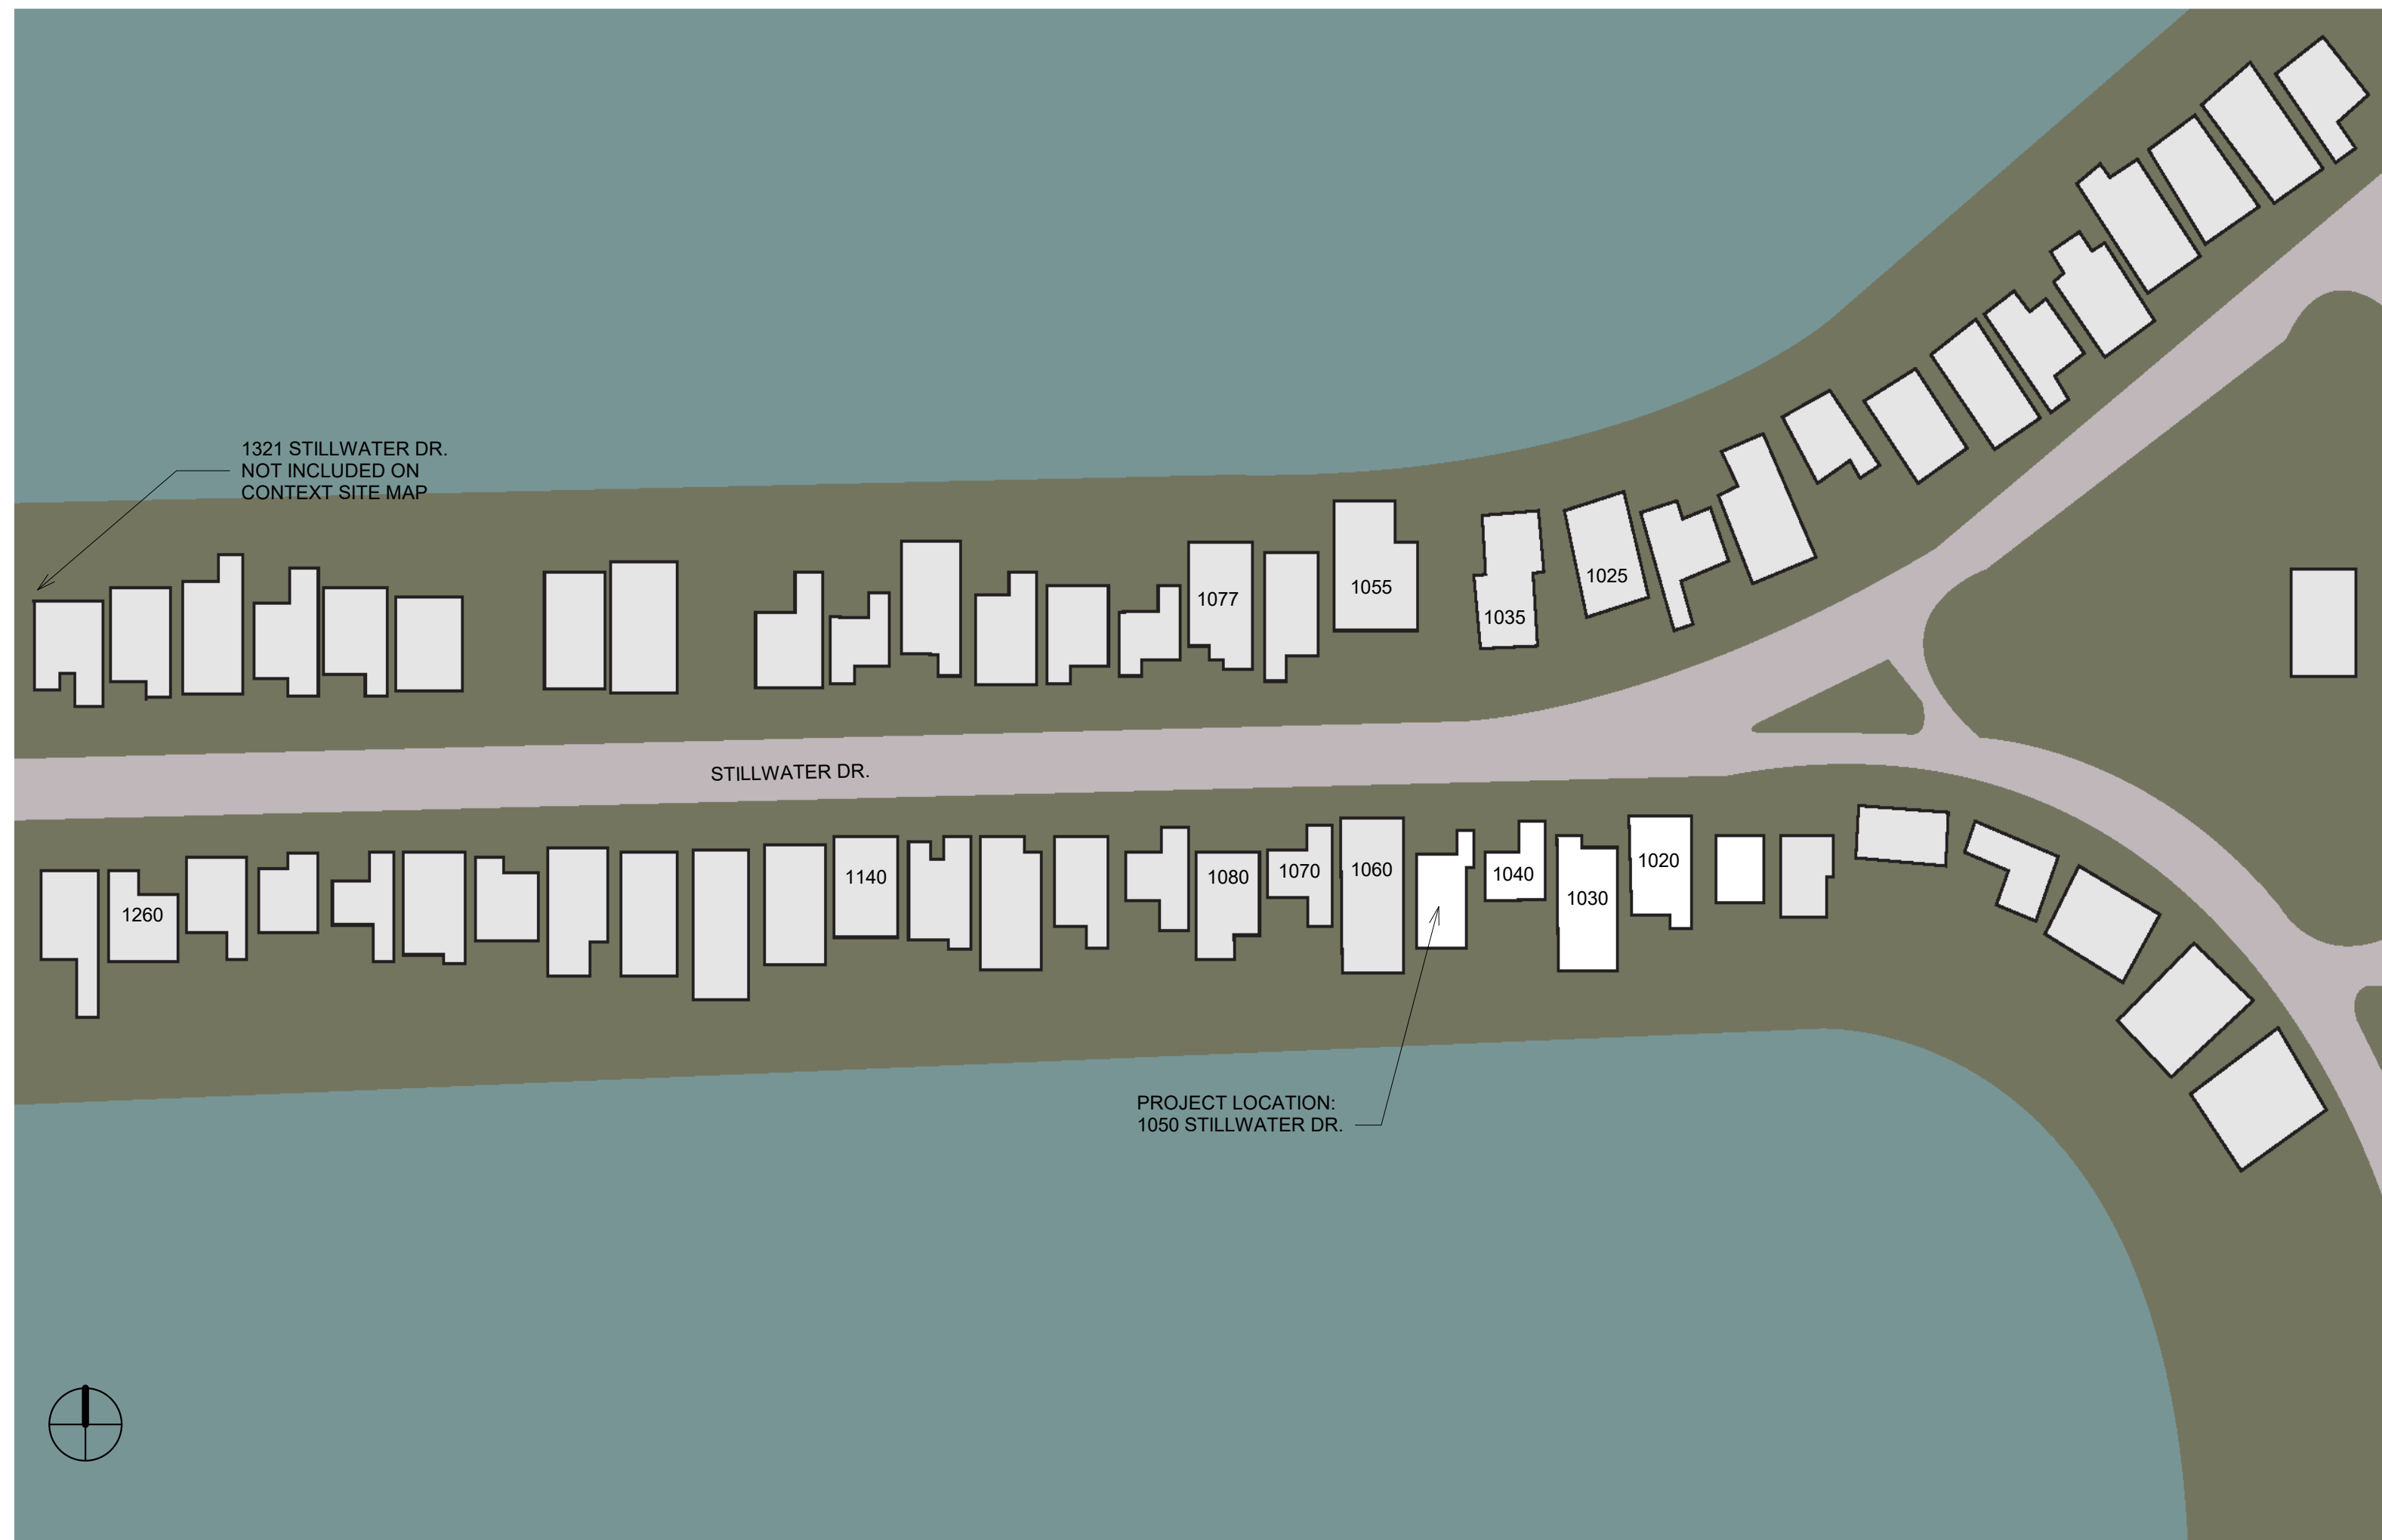 1321 STILLWATER DR.
NOT INCLUDED ON
CONTEXT SITE MAP
1077
1055
1035
1025
STILLWATER DR.
1260
1140
1080
1070
1060
1040
1030
1020
PROJECT LOCATION:
1050 STILLWATER DR.